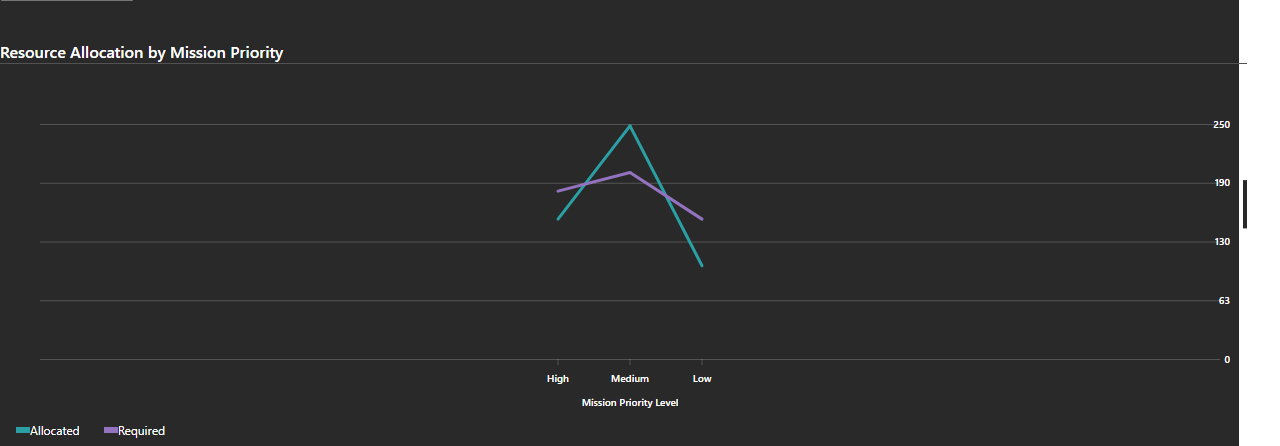 Resource Allocation by Mission Priority
250
190
130
63
0
High Medium Low
Mission Priority Level
Allocated Required